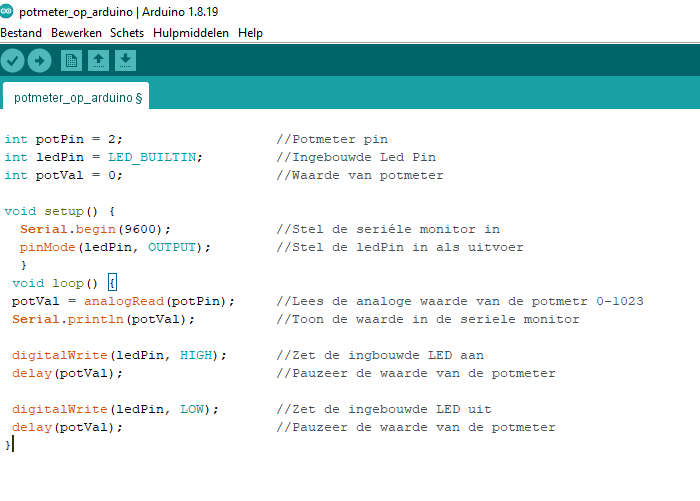 potmeter_op_arduino | Arduino 1.8.19
Bestand Bewerken Schets Hulpmiddelen Help
potmeter_op_arduino §
int potPin = 2; //Potmeter pin
int ledPin = LED_BUILTIN; //Ingebouwde Led Pin
int potVal = 0; //Waarde van potmeter
void setup() {
Serial.begin(9600); //Stel de seriéle monitor in
pinMode(ledPin, OUTPUT); //Stel de ledPin in als uitvoer
}
void loop() {
potVal = analogRead(potPin); //Lees de analoge waarde van de potmetr 0-1023
Serial.println(potVal); //Toon de waarde in de seriele monitor
digitalWrite(ledPin, HIGH); //Zet de ingbouwde LED aan
delay(potVal); //Pauzeer de waarde van de potmeter
digitalWrite(ledPin, LOW); //Zet de ingebouwde LED uit
delay(potVal); //Pauzeer de waarde van de potmeter
}